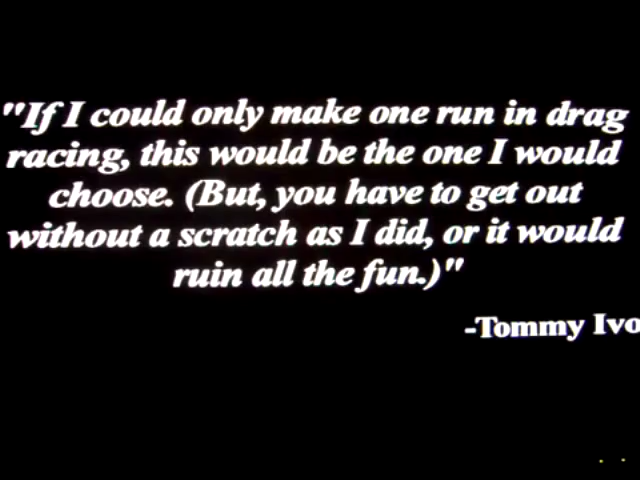 "If I could only make one run in drag
racing, this would be the one I would
choose. (But, you have to get out
without a scratch as I did, or it would
ruin all the fun.)"
-Tommy Ivo